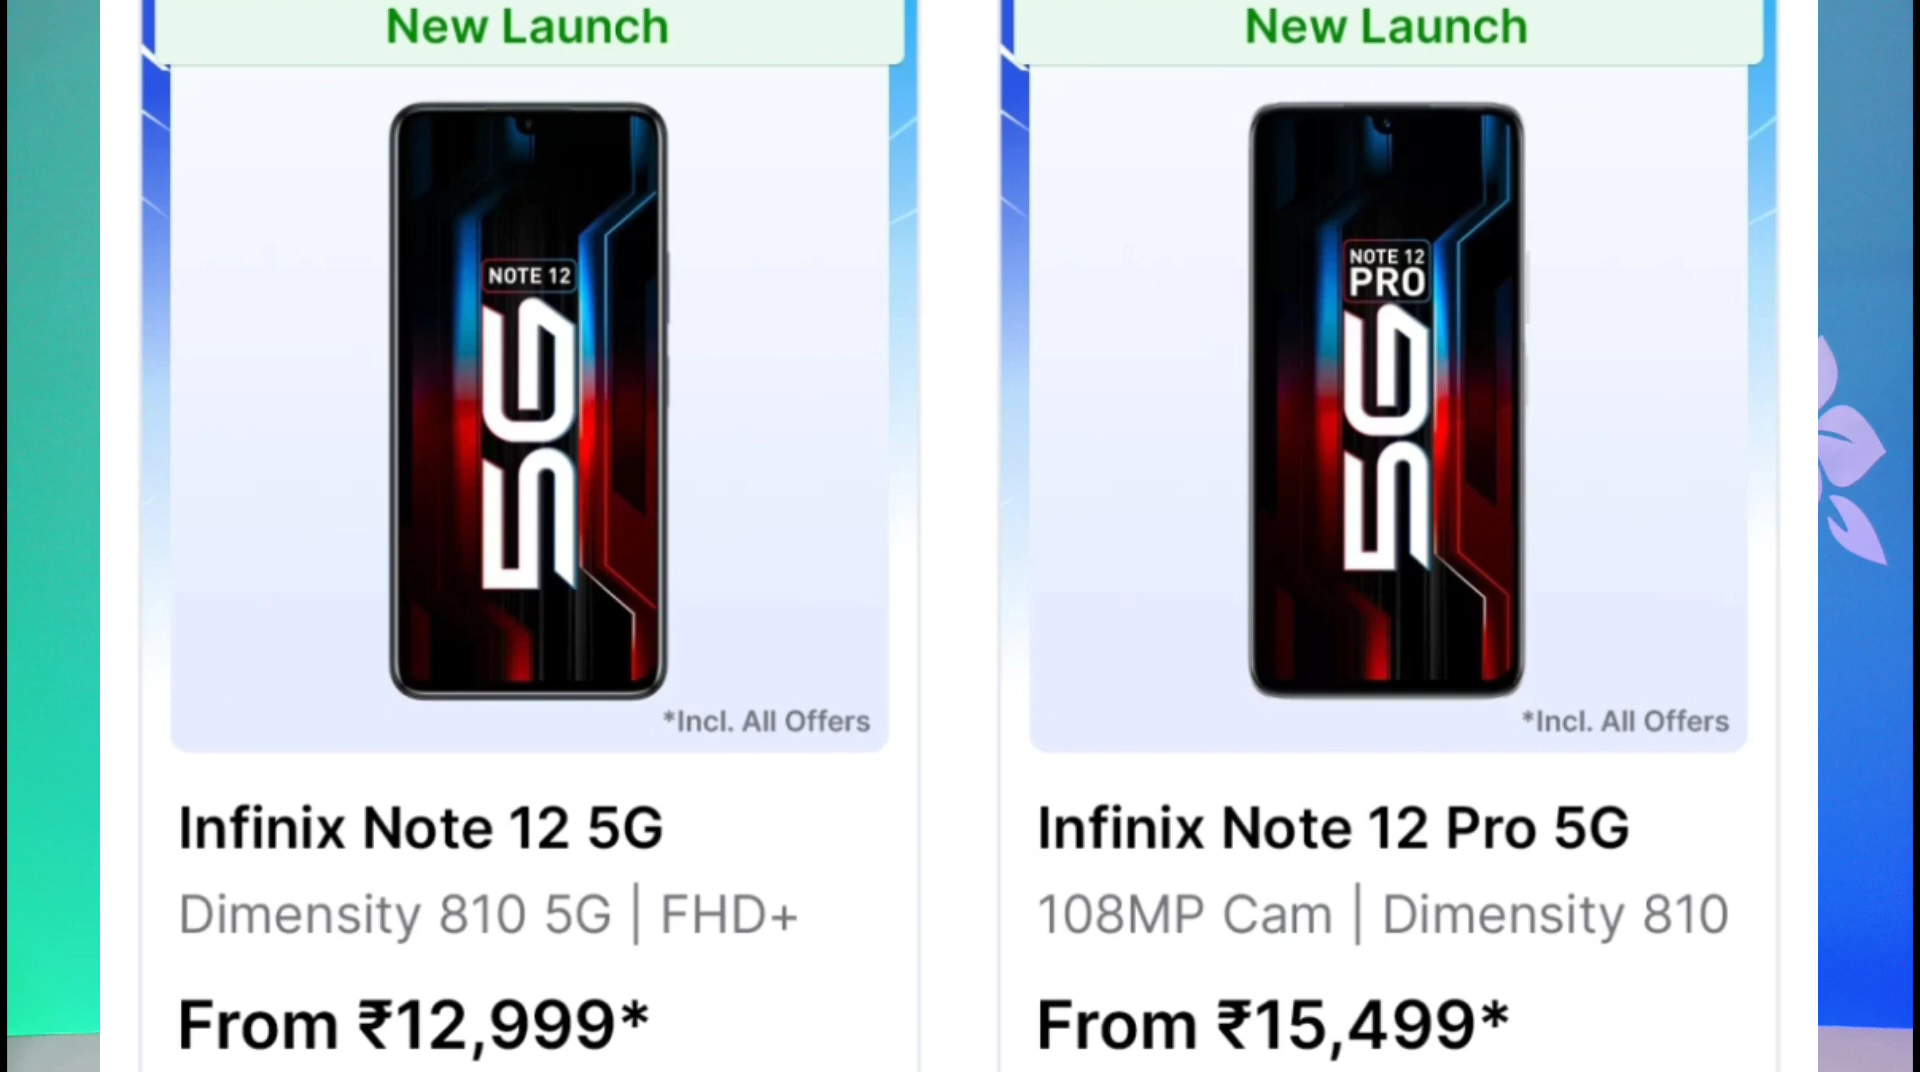 New Launch
NOTE 12
5G
*Incl. All Offers
Infinix Note 12 5G
Dimensity 810 5G | FHD+
From ₹12,999*
New Launch
NOTE 12
PRO
5G
*Incl. All Offers
Infinix Note 12 Pro 5G
108MP Cam | Dimensity 810
From ₹15,499*